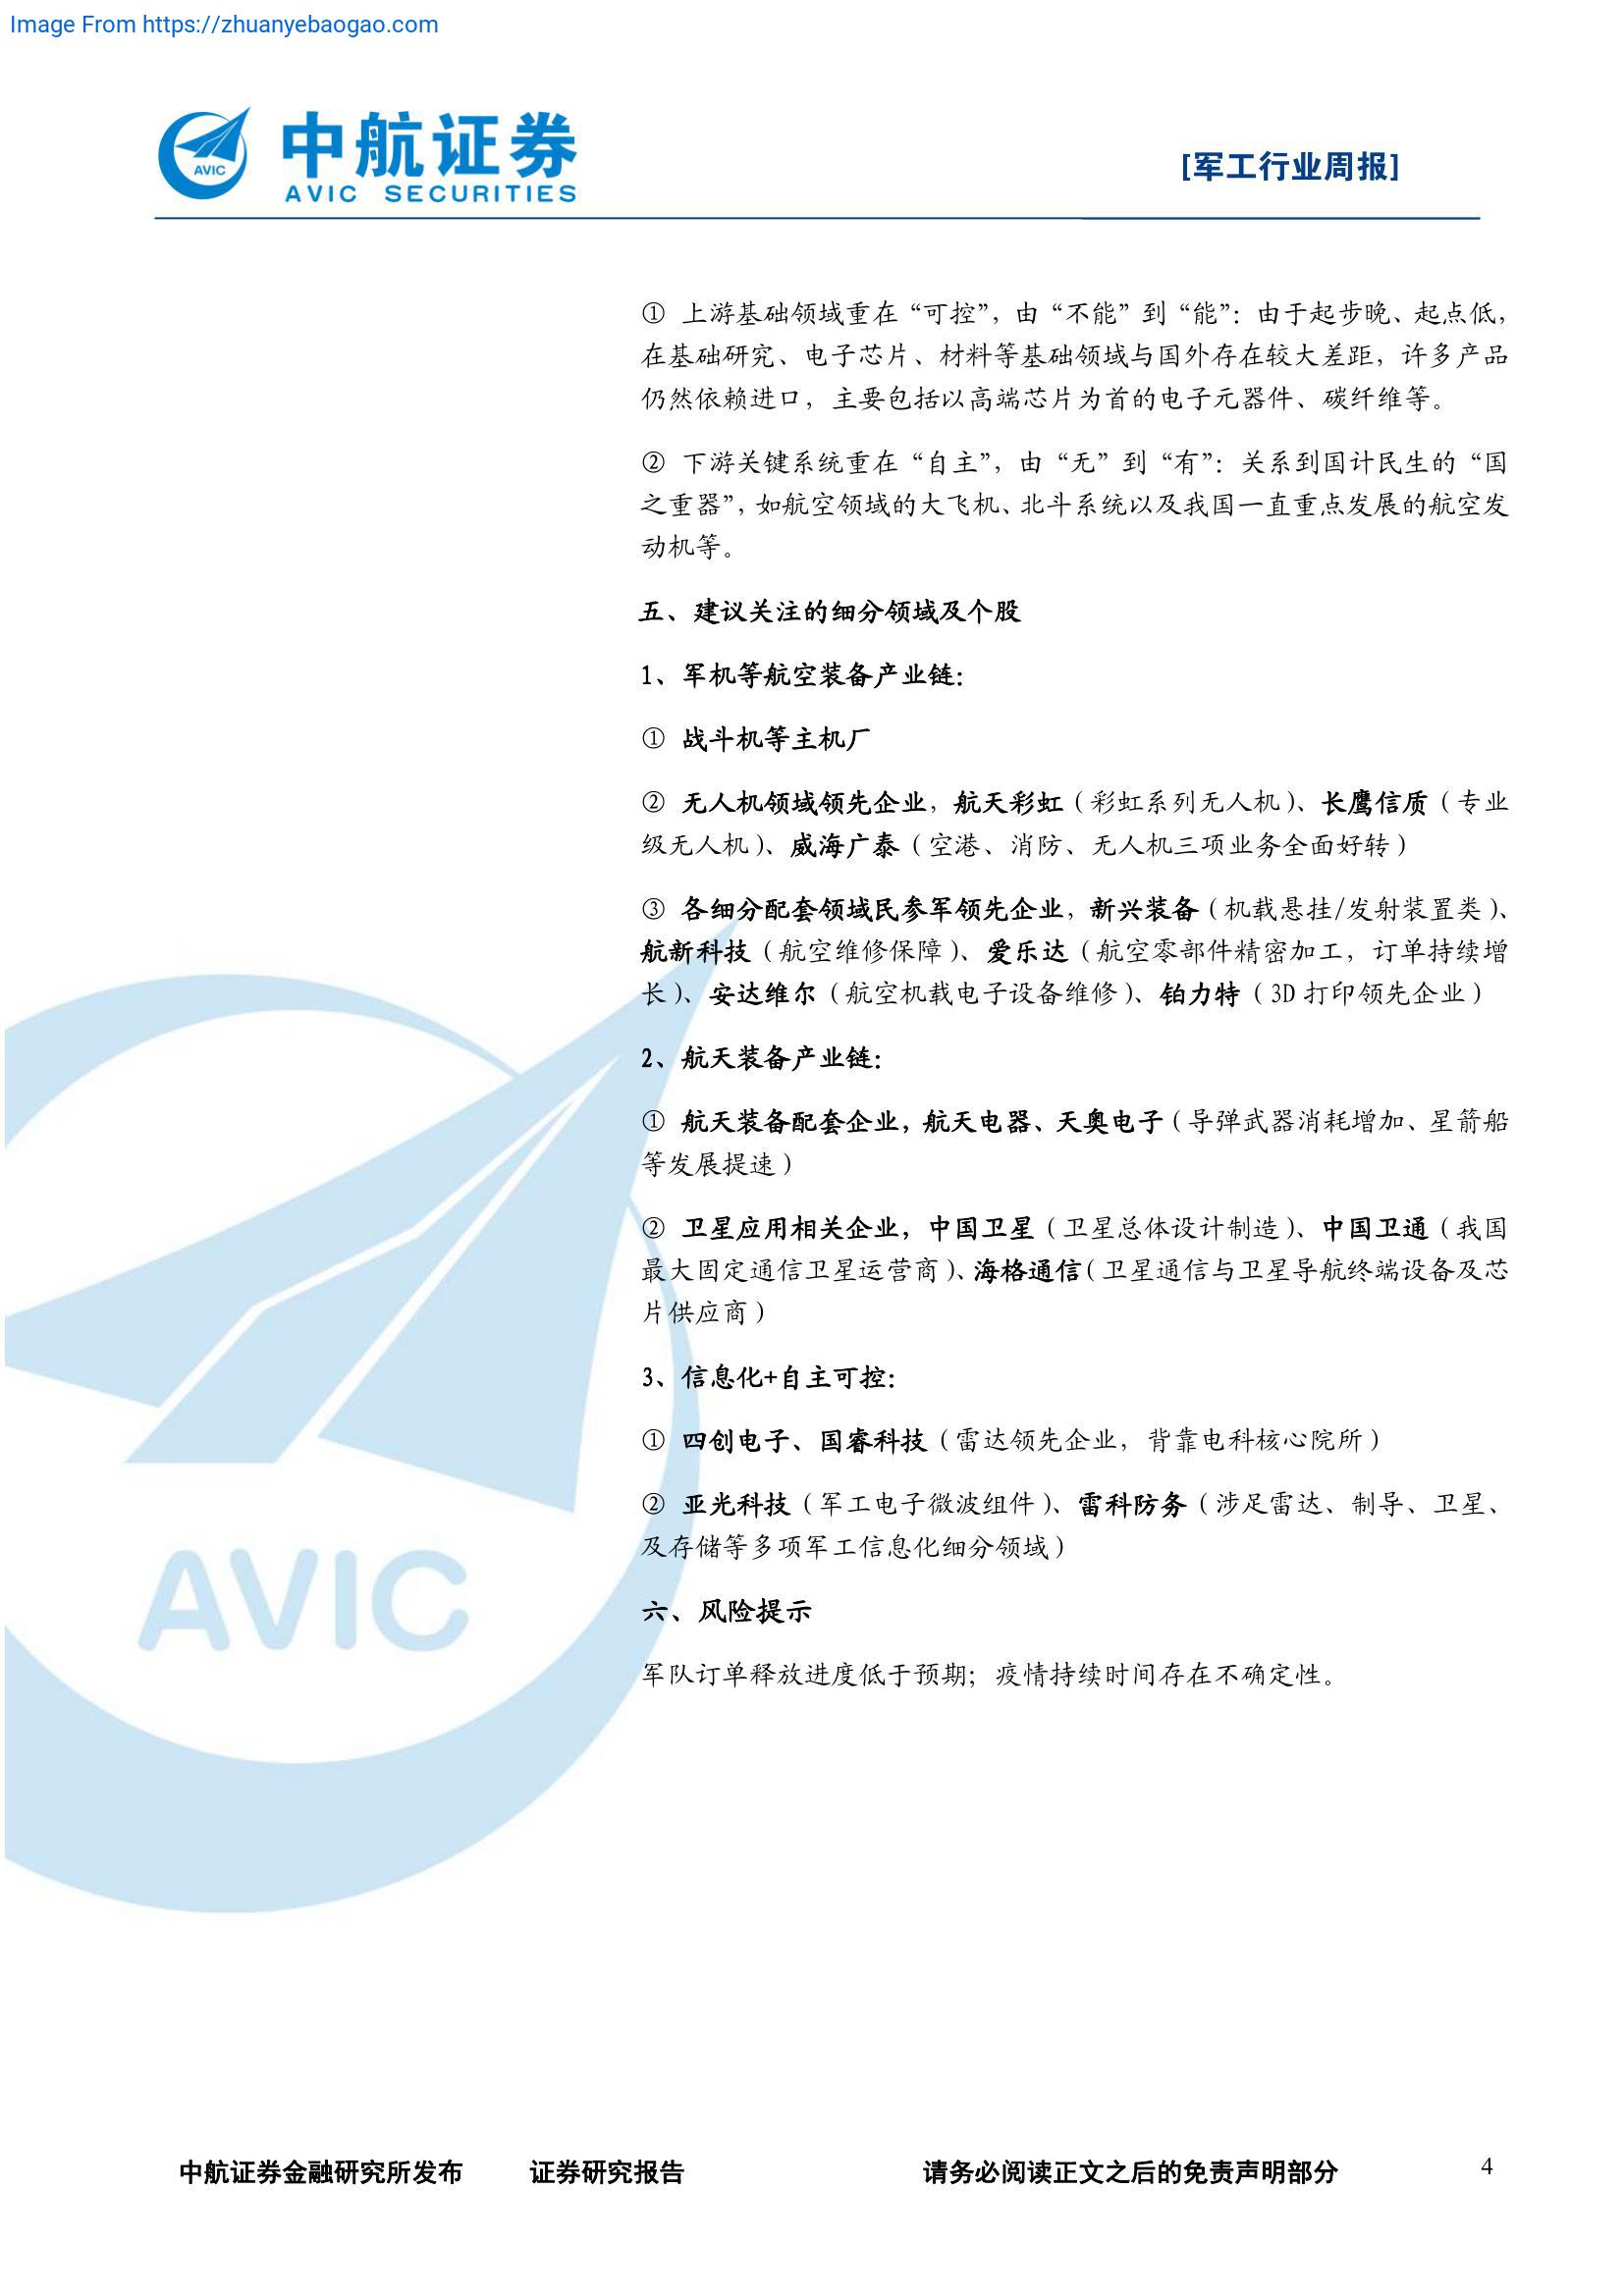 Image From https://zhuanyebaogao.com
AVIC
中航证券
AVIC SECURITIES
[军工行业周报]
① 上游基础领域重在“可控”，由“不能”到“能”：由于起步晚、起点低，
在基础研究、电子芯片、材料等基础领域与国外存在较大差距，许多产品
仍然依赖进口，主要包括以高端芯片为首的电子元器件、碳纤维等。
② 下游关键系统重在“自主”，由“无”到“有”：关系到国计民生的“国
之重器”，如航空领域的大飞机、北斗系统以及我国一直重点发展的航空发
动机等。
五、建议关注的细分领域及个股
1、军机等航空装备产业链：
① 战斗机等主机厂
② 无人机领域领先企业，航天彩虹（彩虹系列无人机）、长鹰信质（专业
级无人机）、威海广泰（空港、消防、无人机三项业务全面好转）
③ 各细分配套领域民参军领先企业，新兴装备（机载悬挂/发射装置类）、
航新科技（航空维修保障）、爱乐达（航空零部件精密加工，订单持续增
长）、安达维尔（航空机载电子设备维修）、铂力特（3D 打印领先企业）
2、航天装备产业链：
① 航天装备配套企业，航天电器、天奥电子（导弹武器消耗增加、星箭船
等发展提速）
② 卫星应用相关企业，中国卫星（卫星总体设计制造）、中国卫通（我国
最大固定通信卫星运营商）、海格通信（卫星通信与卫星导航终端设备及芯
片供应商）
3、信息化+自主可控：
① 四创电子、国睿科技（雷达领先企业，背靠电科核心院所）
② 亚光科技（军工电子微波组件）、雷科防务（涉足雷达、制导、卫星、
及存储等多项军工信息化细分领域）
六、风险提示
军队订单释放进度低于预期；疫情持续时间存在不确定性。
AVIC
中航证券金融研究所发布 证券研究报告 请务必阅读正文之后的免责声明部分 4